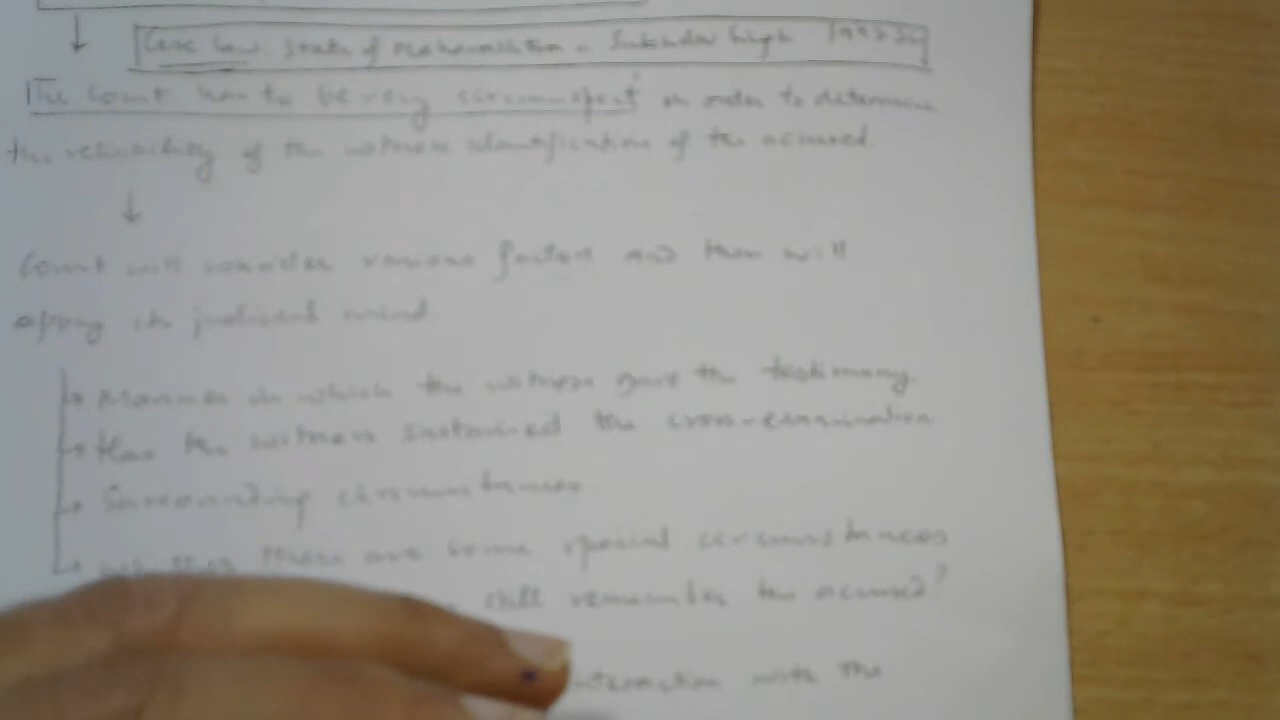 Case law: State of Maharashtra v. Sukhdev Singh 1992 SC
The Court has to be very circumspect in order to determine
the reliability of the witness identification of the accused.
Court will consider various factors and then will
apply its judicial mind
Manner in which the witness gave the testimony
Has the witness sustained the cross-examination
Surrounding circumstances
whether there are some special circumstances
still remember the accused?
interaction with the